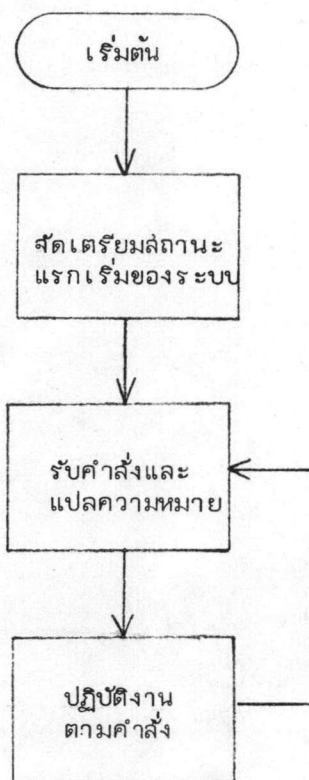 เริ่มต้น
จัดเตรียมสถานะ
แรกเริ่มของระบบ
รับคำสั่งและ
แปลความหมาย
ปฏิบัติงาน
ตามคำสั่ง